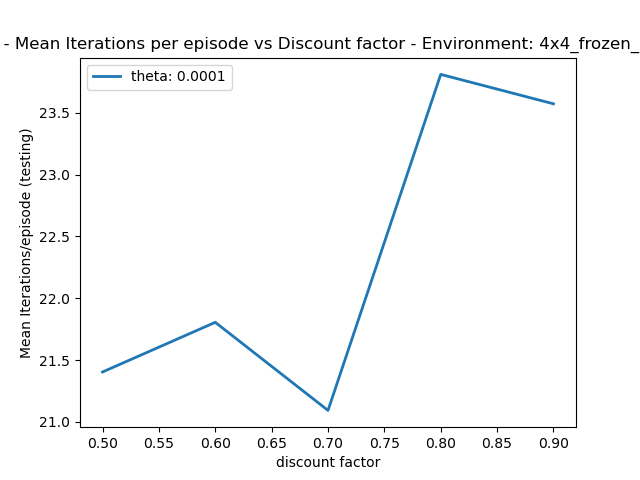 - Mean Iterations per episode vs Discount factor - Environment: 4x4_frozen_
theta: 0.0001
Mean Iterations/episode (testing)
23.5
23.0
22.5
22.0
21.5
21.0
0.50 0.55 0.60 0.65 0.70 0.75 0.80 0.85 0.90
discount factor